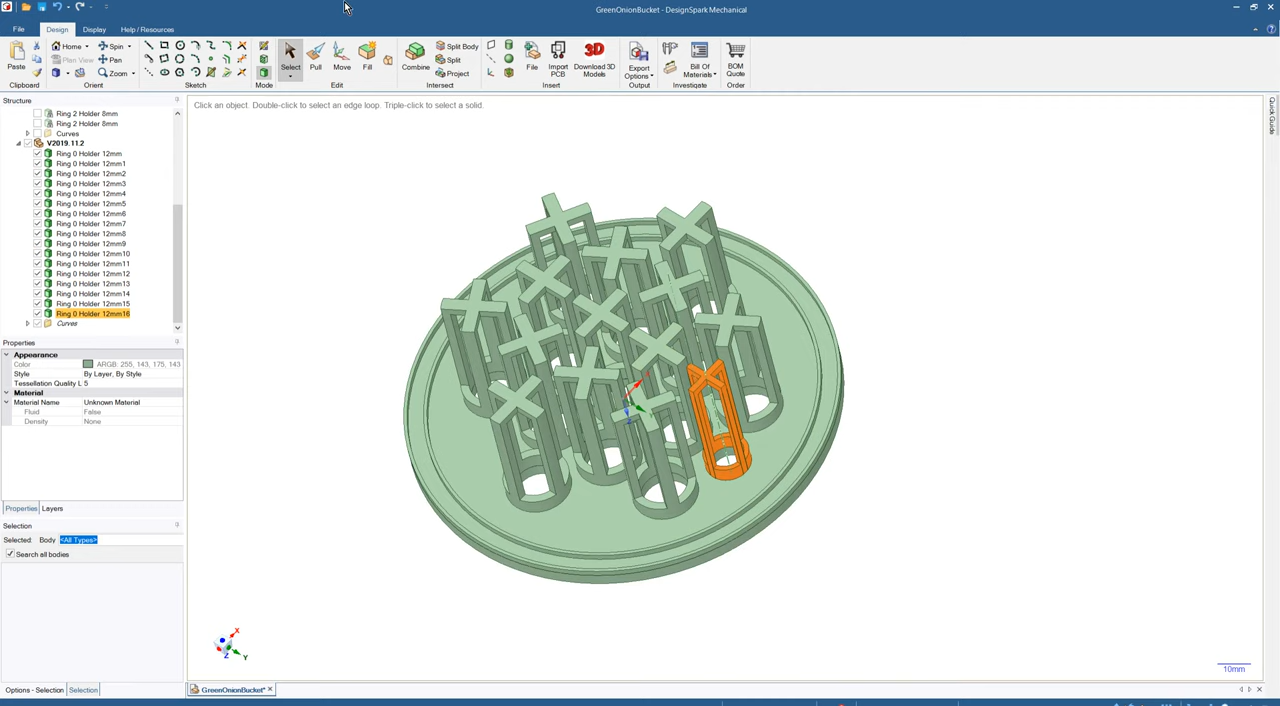 GreenOnionBucket - DesignSpark Mechanical
File Design Display Help / Resources
Paste
Home
Plan View
Spin
Pan
Zoom
Select
Pull
Move
Fill
Combine
Split Body
Split
Project
File
Import PCB
Download 3D Models
Export Options
Bill Of Materials
BOM Quote
Clipboard Orient Sketch Mode Edit Intersect Insert Output Investigate Order
Structure
Click an object. Double-click to select an edge loop. Triple-click to select a solid.
Quick Guide
Ring 2 Holder 8mm
Ring 2 Holder 8mm
Curves
V2019.11.2
Ring 0 Holder 12mm
Ring 0 Holder 12mm1
Ring 0 Holder 12mm2
Ring 0 Holder 12mm3
Ring 0 Holder 12mm4
Ring 0 Holder 12mm5
Ring 0 Holder 12mm6
Ring 0 Holder 12mm7
Ring 0 Holder 12mm8
Ring 0 Holder 12mm9
Ring 0 Holder 12mm10
Ring 0 Holder 12mm11
Ring 0 Holder 12mm12
Ring 0 Holder 12mm13
Ring 0 Holder 12mm14
Ring 0 Holder 12mm15
Ring 0 Holder 12mm16
Curves
Properties
Appearance
Color ARGB: 255, 143, 175, 143
Style By Layer, By Style
Tessellation Quality L 5
Material
Material Name Unknown Material
Fluid False
Density None
Properties Layers
Selection
Selected: Body <All Types>
Search all bodies
X
Y
Z
10mm
Options - Selection Selection
GreenOnionBucket*